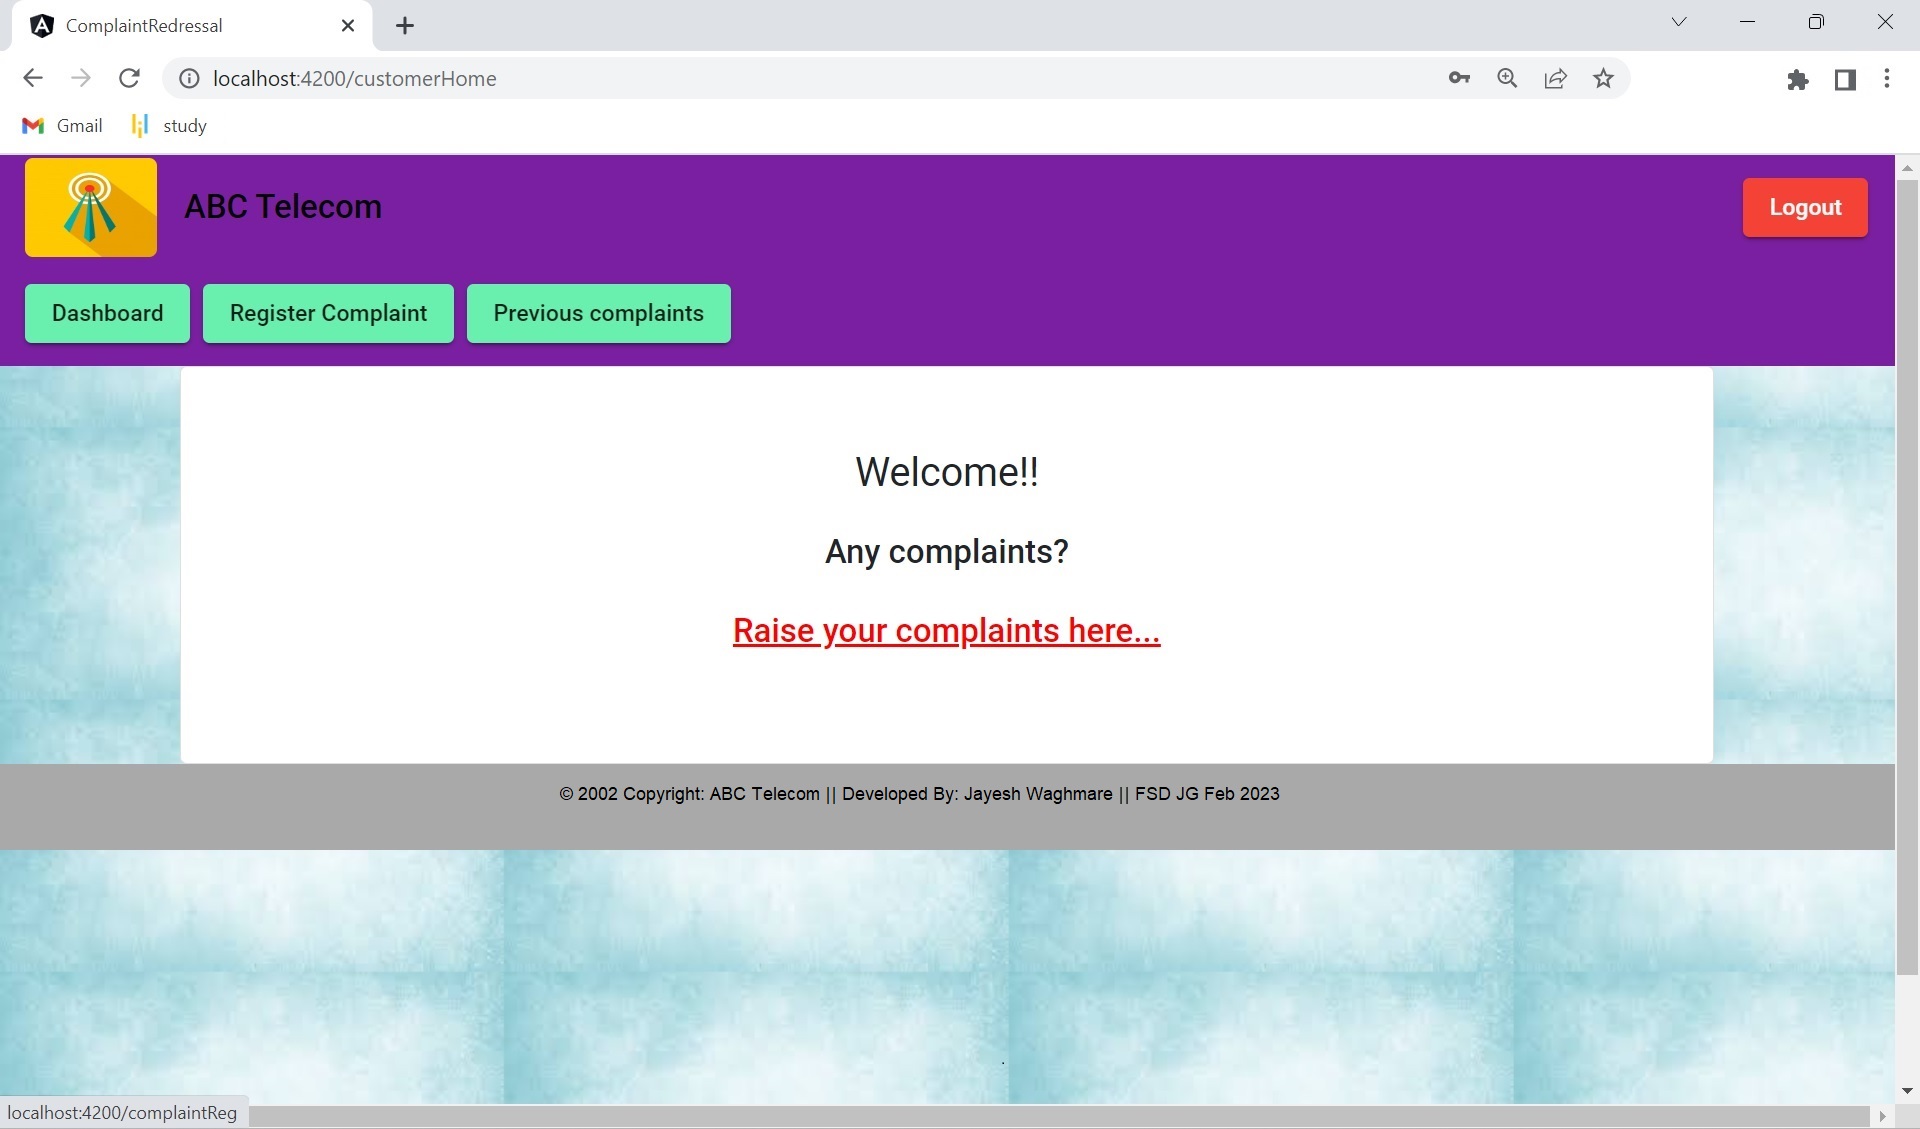 ComplaintRedressal
localhost:4200/customerHome
Gmail study
ABC Telecom
Logout
Dashboard Register Complaint Previous complaints
Welcome!!
Any complaints?
Raise your complaints here...
© 2002 Copyright: ABC Telecom || Developed By: Jayesh Waghmare || FSD JG Feb 2023
localhost:4200/complaintReg